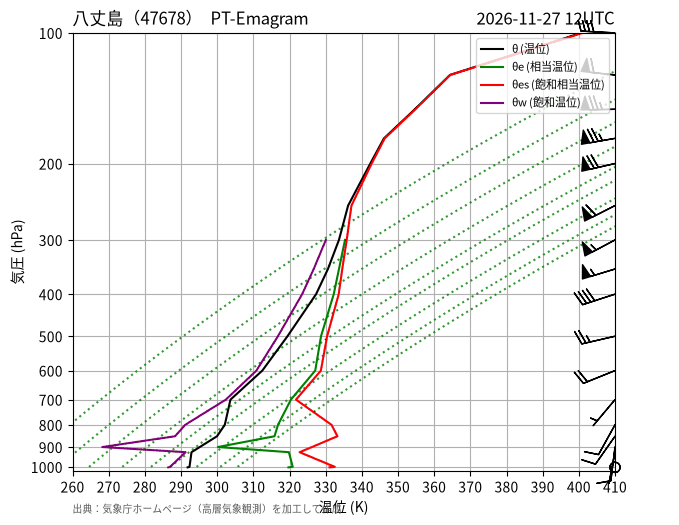 八丈島（47678） PT-Emagram
2026-11-27 12UTC
θ (温位)
θe (相当温位)
θes (飽和相当温位)
θw (飽和温位)
気圧 (hPa)
100
200
300
400
500
600
700
800
900
1000
260 270 280 290 300 310 320 330 340 350 360 370 380 390 400 410
温位 (K)
出典：気象庁ホームページ（高層気象観測）を加工して